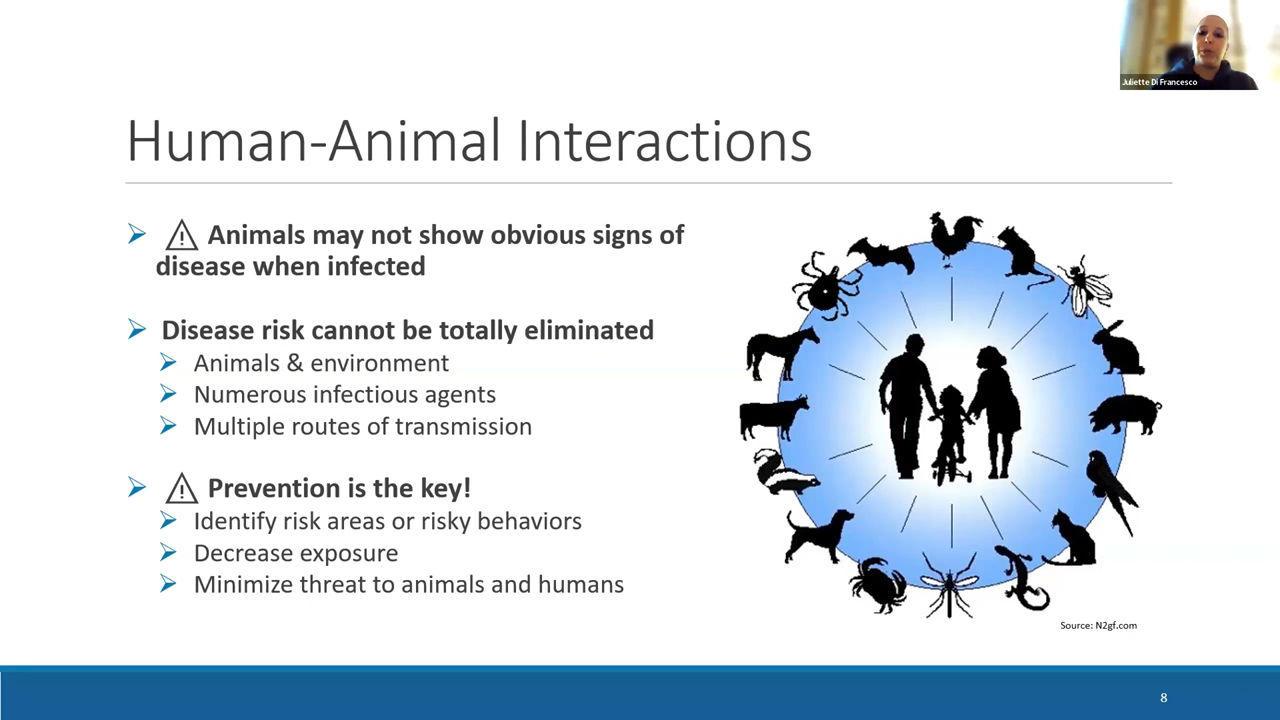 Juliette Di Francesco
Human-Animal Interactions
Animals may not show obvious signs of
disease when infected
Disease risk cannot be totally eliminated
Animals & environment
Numerous infectious agents
Multiple routes of transmission
Prevention is the key!
Identify risk areas or risky behaviors
Decrease exposure
Minimize threat to animals and humans
Source: N2gf.com
8